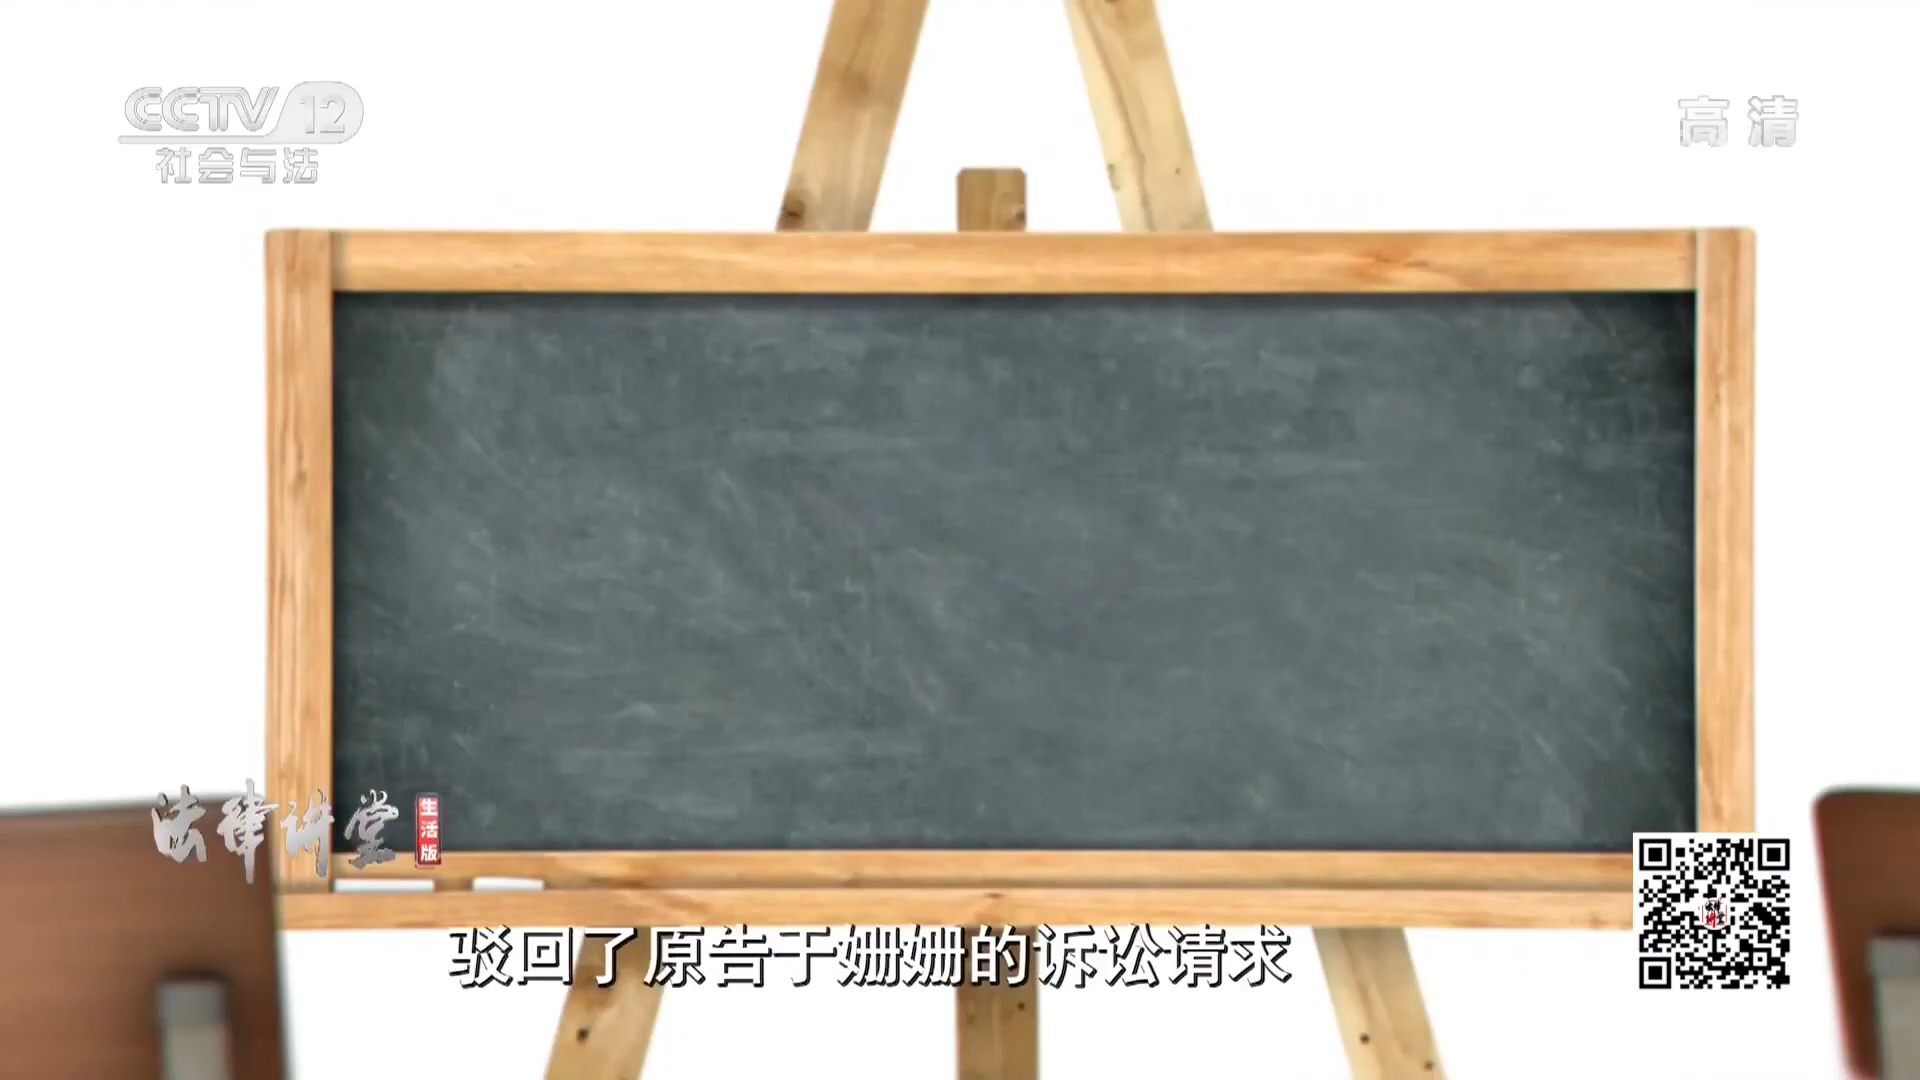 CCTV 12
社会与法
高清
法律讲堂
生活版
驳回了原告于姗姗的诉讼请求